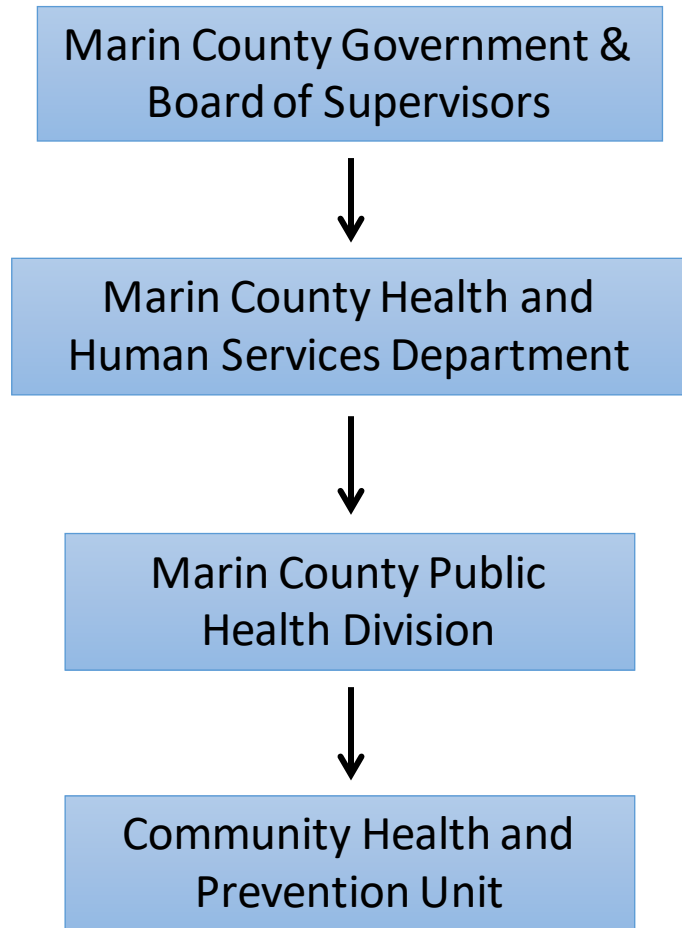 Marin County Government &
Board of Supervisors
Marin County Health and
Human Services Department
Marin County Public
Health Division
Community Health and
Prevention Unit